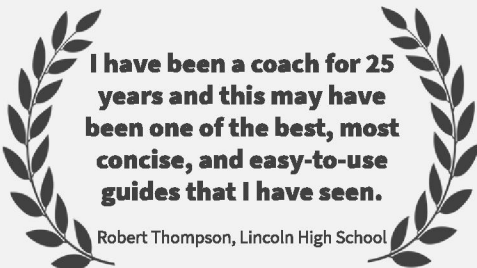 I have been a coach for 25
years and this may have
been one of the best, most
concise, and easy-to-use
guides that I have seen.
Robert Thompson, Lincoln High School